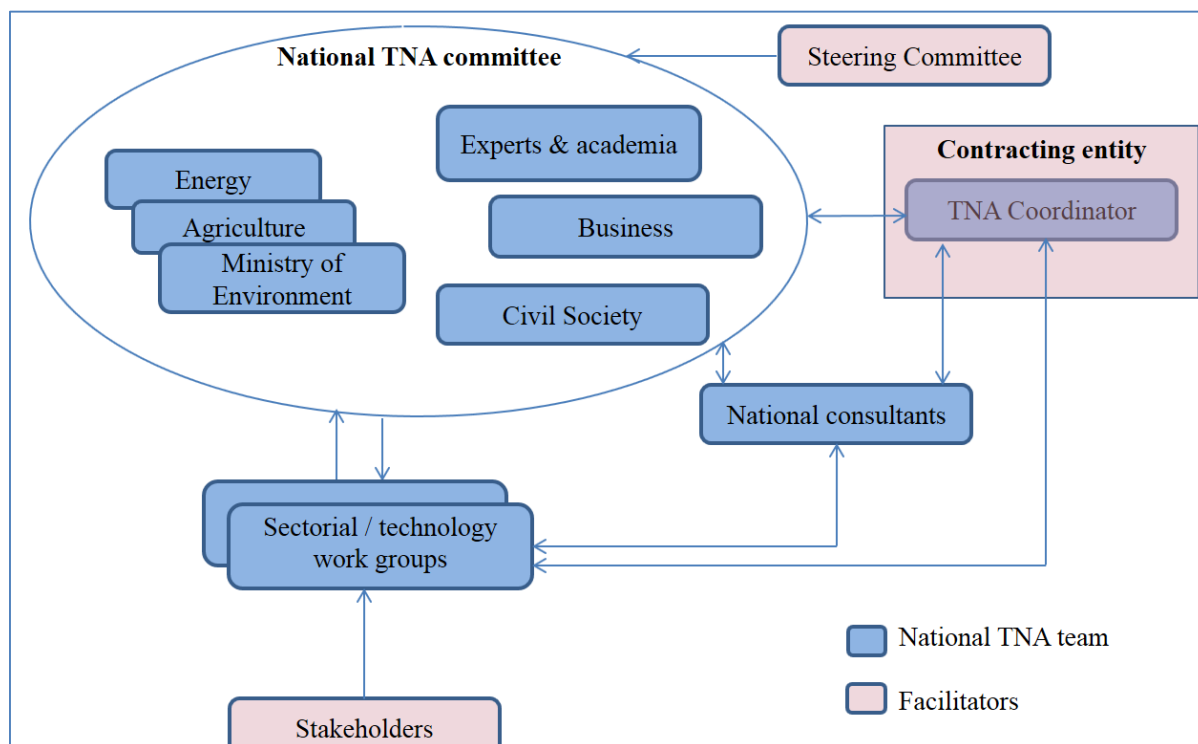 National TNA committee
Steering Committee
Experts & academia
Contracting entity
Energy
TNA Coordinator
Agriculture
Business
Ministry of
Environment
Civil Society
National consultants
Sectorial / technology
work groups
National TNA team
Facilitators
Stakeholders